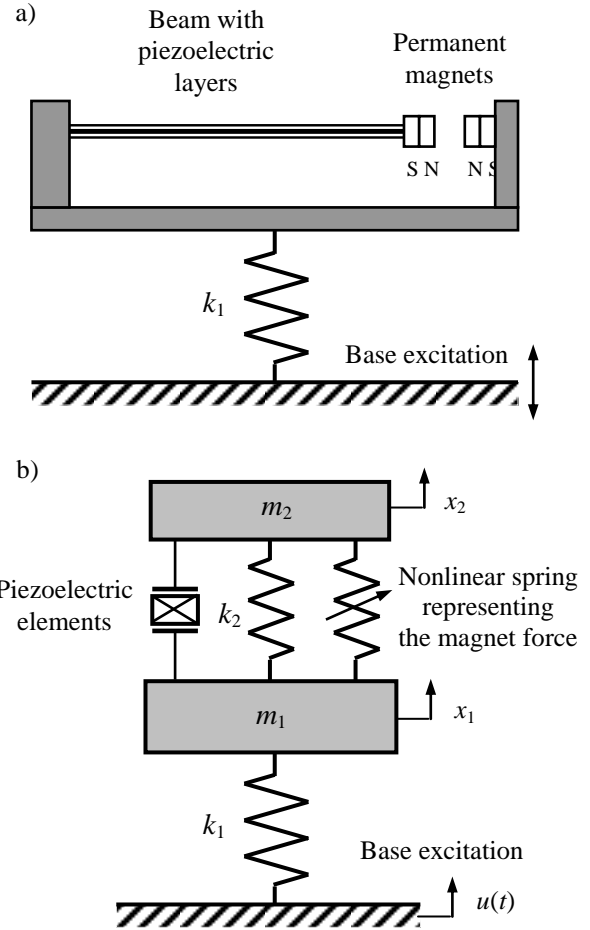 a)
Beam with
piezoelectric
layers
Permanent
magnets
S N
N S
k1
Base excitation
b)
m2
x2
Piezoelectric
elements
k2
Nonlinear spring
representing
the magnet force
m1
x1
k1
Base excitation
u(t)